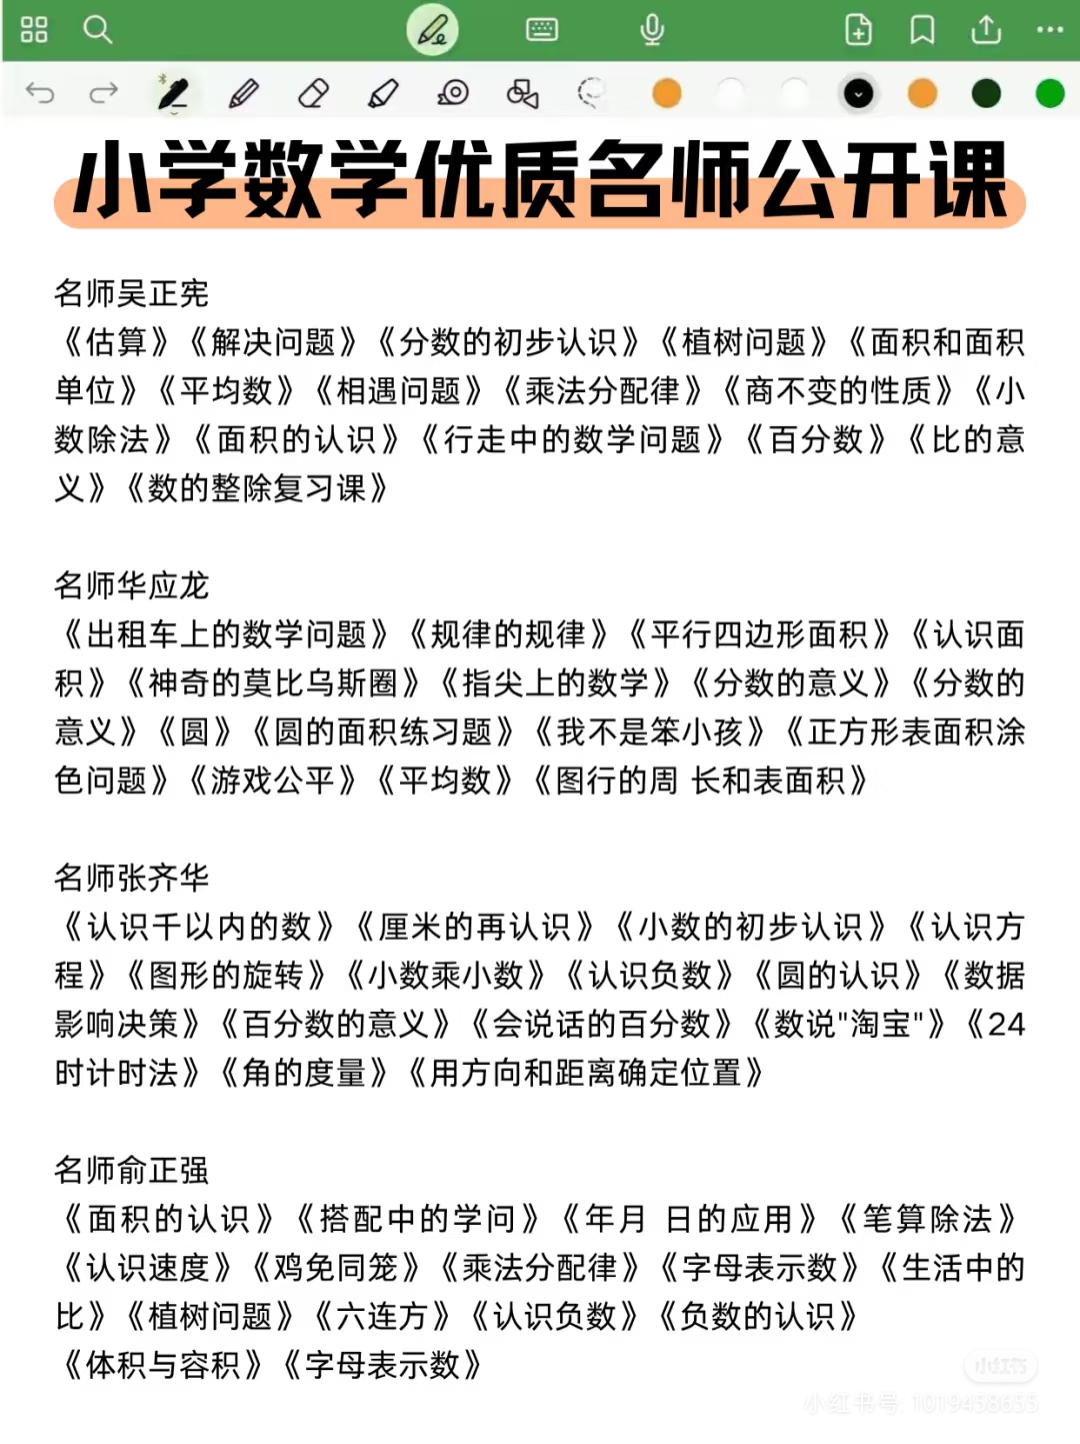 小学数学优质名师公开课
名师吴正宪
《估算》《解决问题》《分数的初步认识》《植树问题》《面积和面积
单位》《平均数》《相遇问题》《乘法分配律》《商不变的性质》《小
数除法》《面积的认识》《行走中的数学问题》《百分数》《比的意
义》《数的整除复习课》
名师华应龙
《出租车上的数学问题》《规律的规律》《平行四边形面积》《认识面
积》《神奇的莫比乌斯圈》《指尖上的数学》《分数的意义》《分数的
意义》《圆》《圆的面积练习题》《我不是笨小孩》《正方形表面积涂
色问题》《游戏公平》《平均数》《图行的周 长和表面积》
名师张齐华
《认识千以内的数》《厘米的再认识》《小数的初步认识》《认识方
程》《图形的旋转》《小数乘小数》《认识负数》《圆的认识》《数据
影响决策》《百分数的意义》《会说话的百分数》《数说"淘宝"》《24
时计时法》《角的度量》《用方向和距离确定位置》
名师俞正强
《面积的认识》《搭配中的学问》《年月 日的应用》《笔算除法》
《认识速度》《鸡免同笼》《乘法分配律》《字母表示数》《生活中的
比》《植树问题》《六连方》《认识负数》《负数的认识》
《体积与容积》《字母表示数》
小红书
小红书号: 1019458655